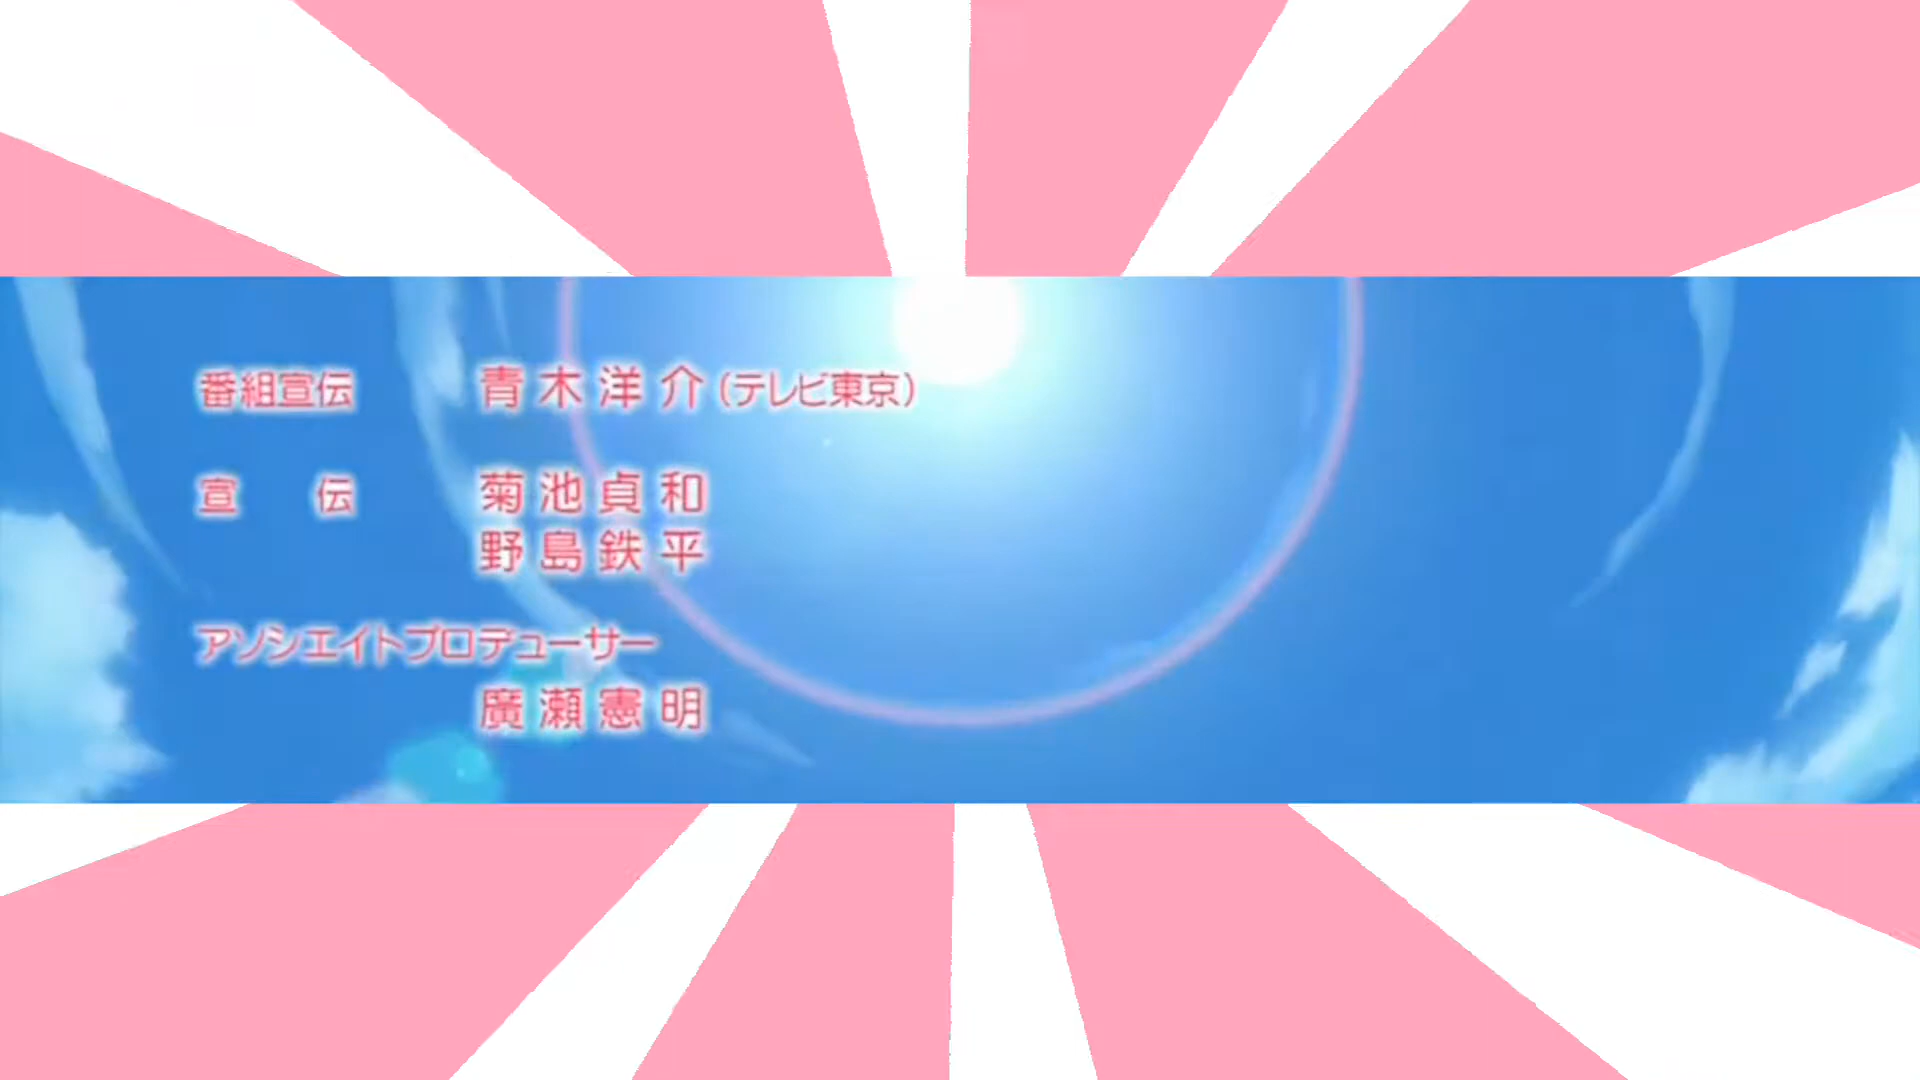 番組宣伝 青木洋介(テレビ東京)
宣 伝 菊池貞和
野島鉄平
アソシエイトプロデューサー
廣瀬憲明